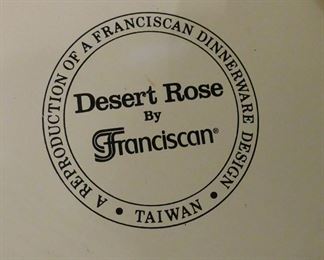 A REPRODUCTION OF A FRANCISCAN DINNERWARE DESIGN •
• TAIWAN •
Desert Rose
By
Franciscan®